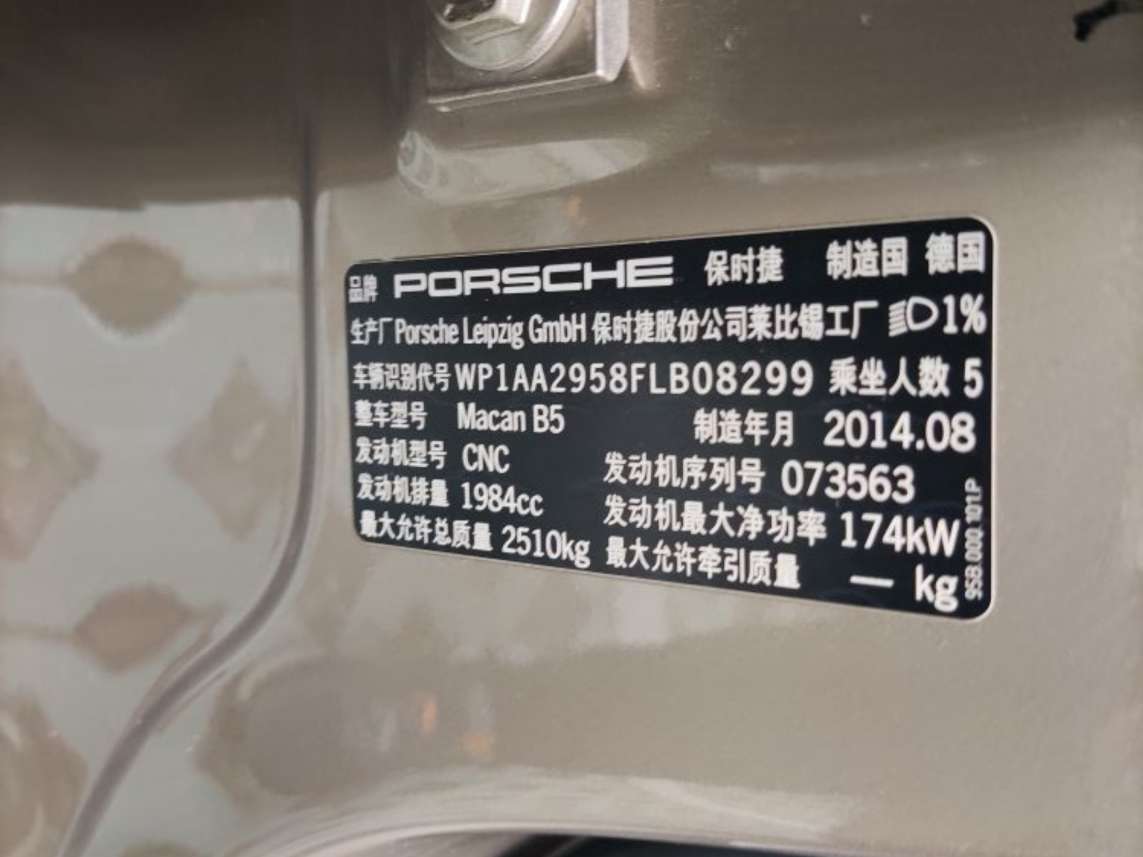 品牌 PORSCHE 保时捷 制造国 德国
生产厂 Porsche Leipzig GmbH 保时捷股份公司莱比锡工厂 1%
车辆识别代号 WP1AA2958FLB08299 乘坐人数 5
整车型号 Macan B5 制造年月 2014.08
发动机型号 CNC 发动机序列号 073563
发动机排量 1984cc 发动机最大净功率 174kW
最大允许总质量 2510kg 最大允许牵引质量 — kg
95B.000.101.P